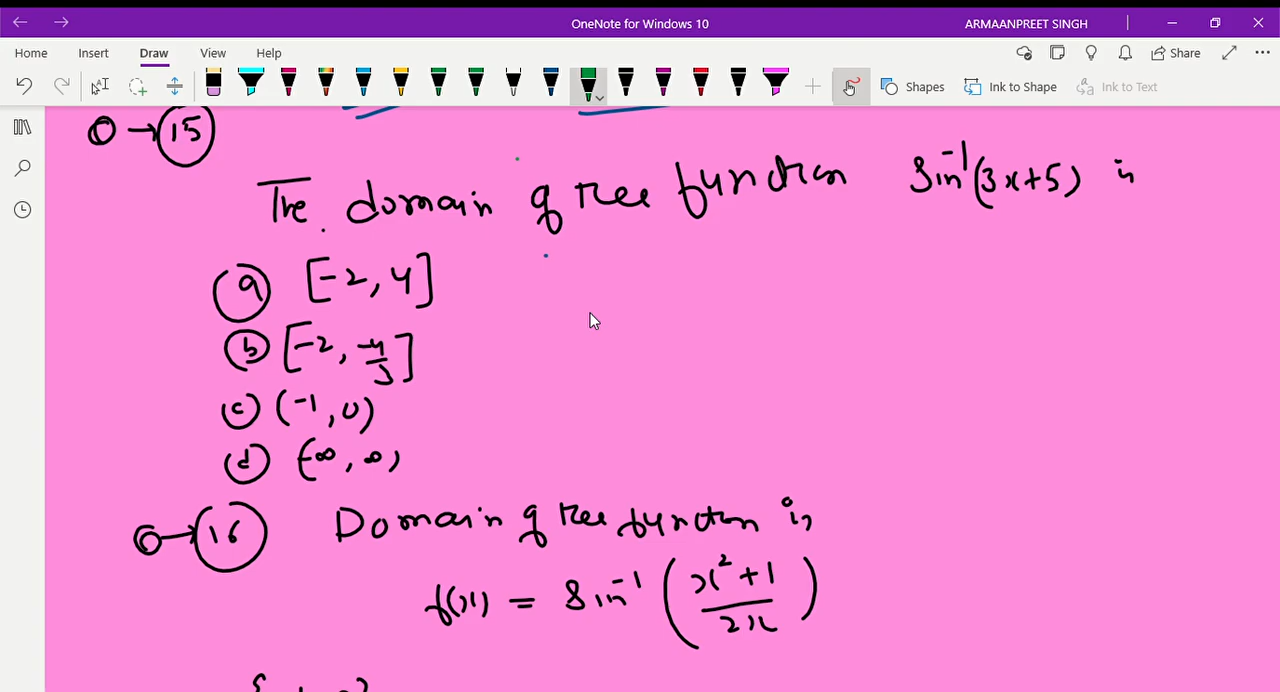 OneNote for Windows 10
ARMAANPREET SINGH
Home Insert Draw View Help
Share
Shapes
Ink to Shape
Ink to Text
Q → 15
The domain of the function Sin⁻¹(3x+5) is
(a) [-2, 4]
(b) [-2, -4/3]
(c) (-1, 0)
(d) (-∞, ∞)
Q → 16 Domain of the function is
f(x) = Sin⁻¹ (x²+1 / 2x)